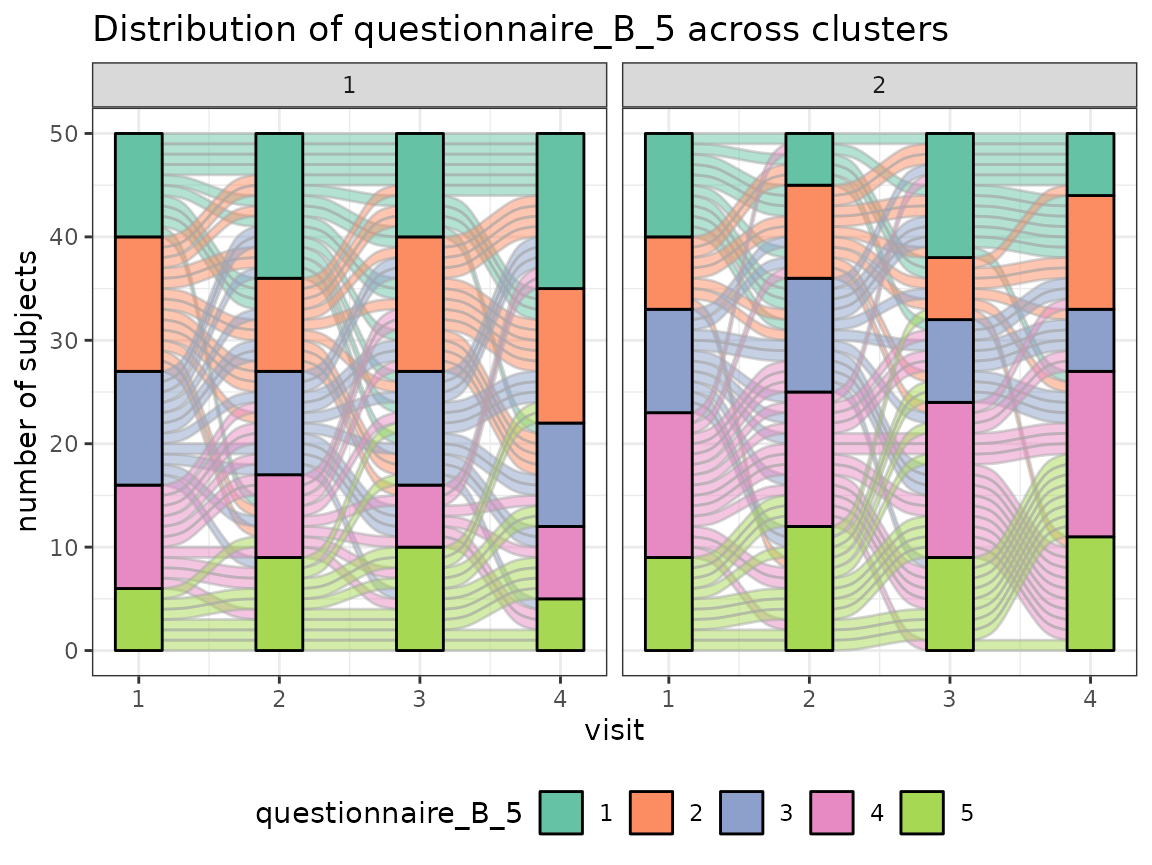 Distribution of questionnaire_B_5 across clusters
1 2
50
40
30
20
10
0
number of subjects
1 2 3 4 1 2 3 4
visit
questionnaire_B_5 1 2 3 4 5